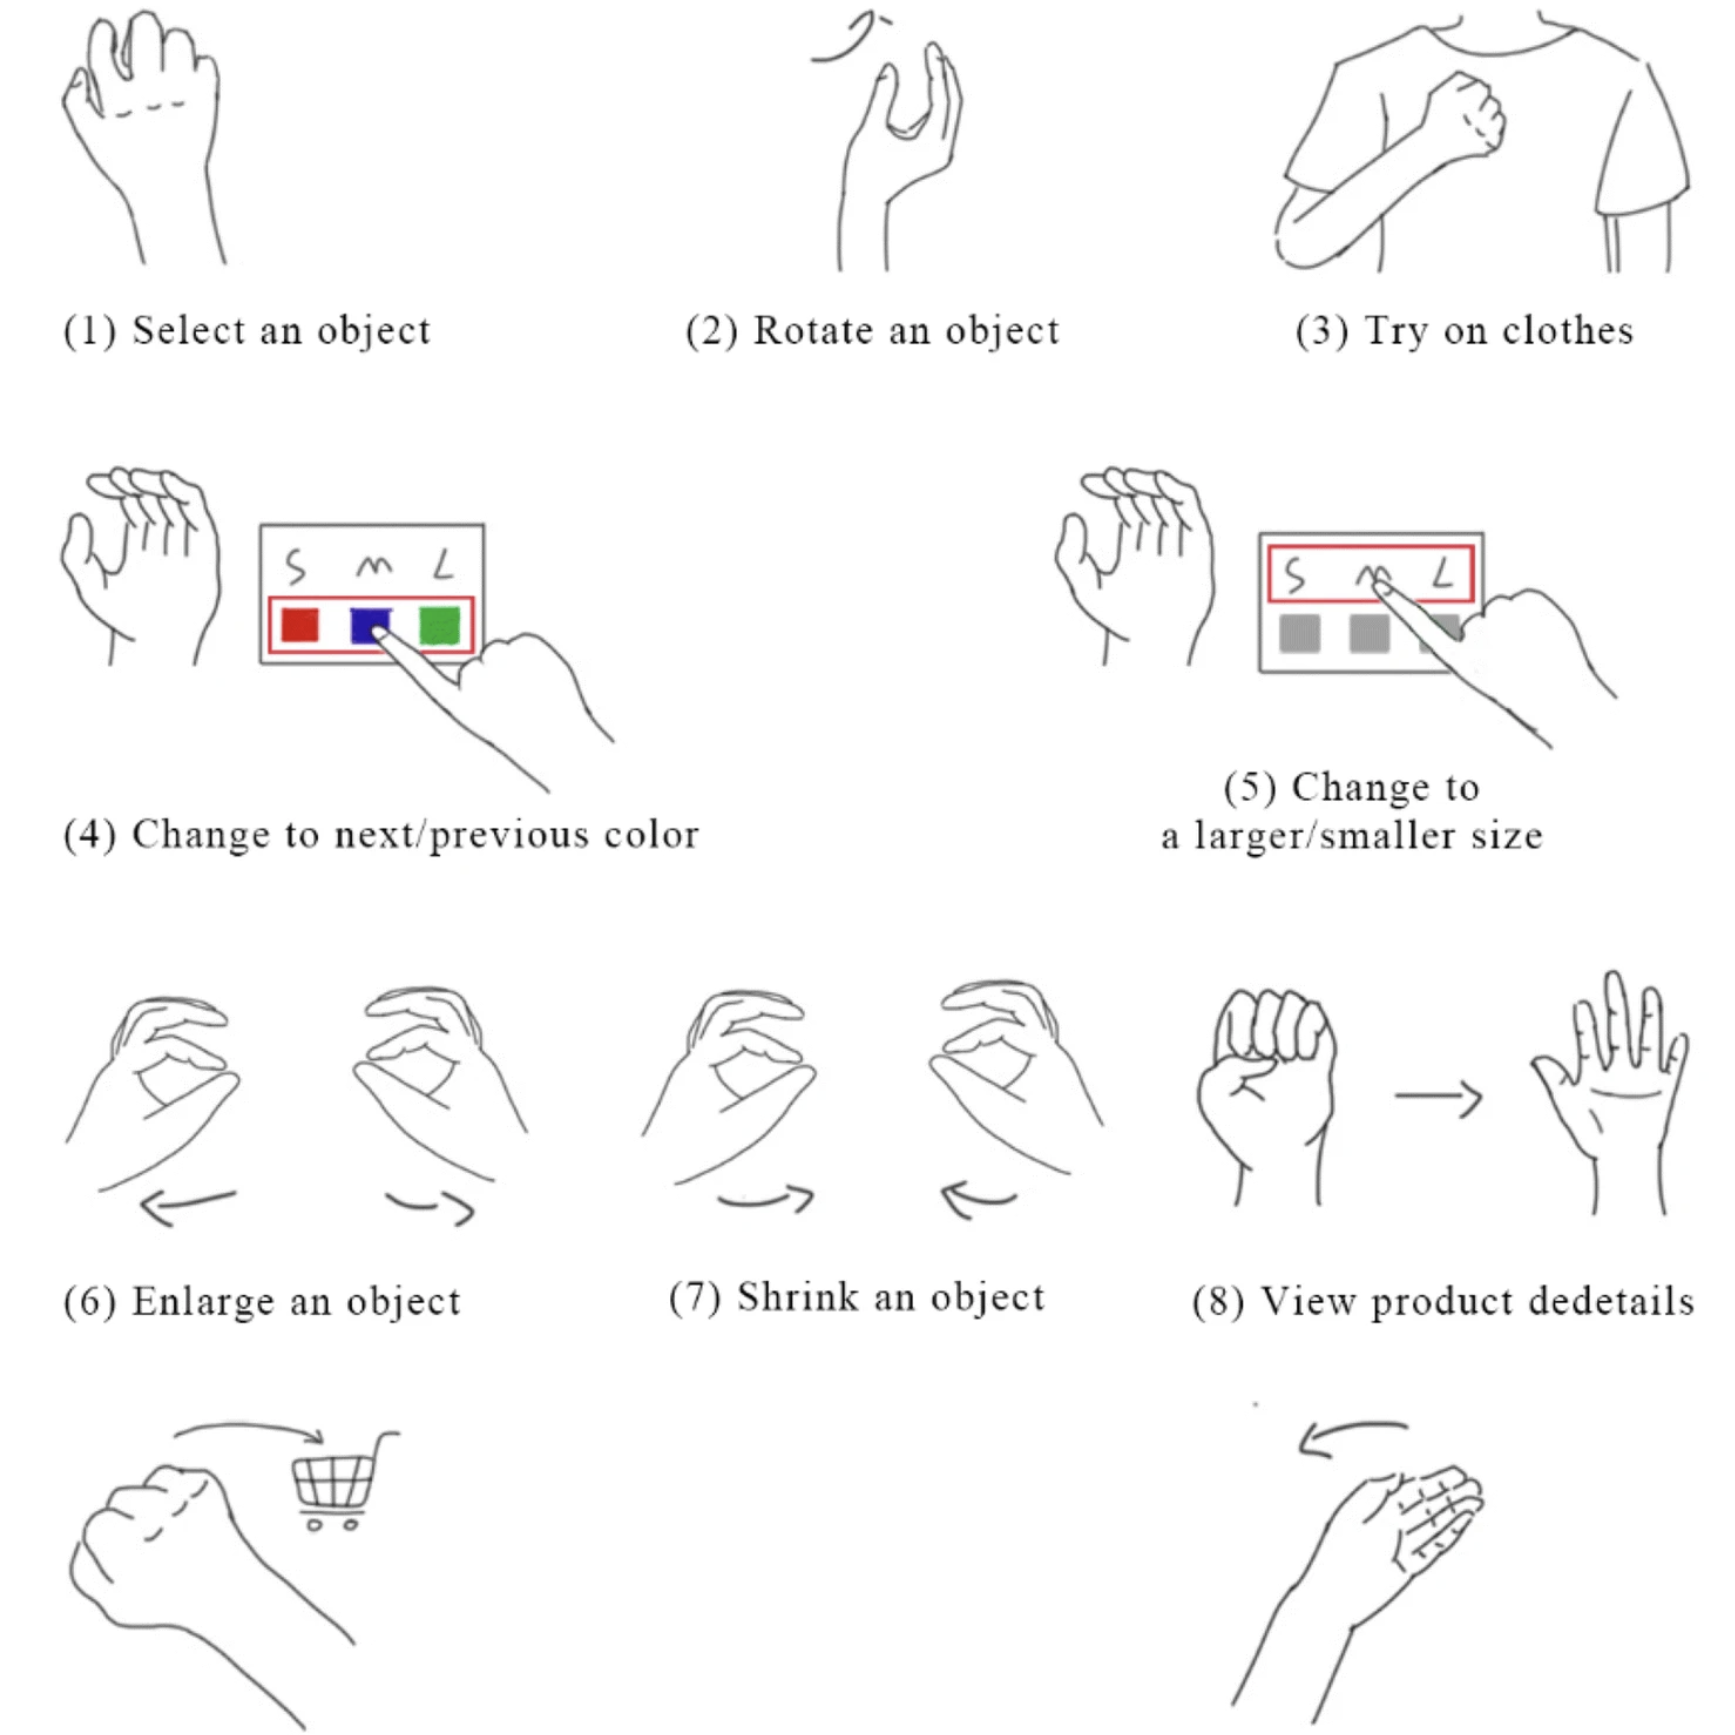 (1) Select an object
(2) Rotate an object
(3) Try on clothes
S M L
(4) Change to next/previous color
S M L
(5) Change to
a larger/smaller size
(6) Enlarge an object
(7) Shrink an object
(8) View product dedetails